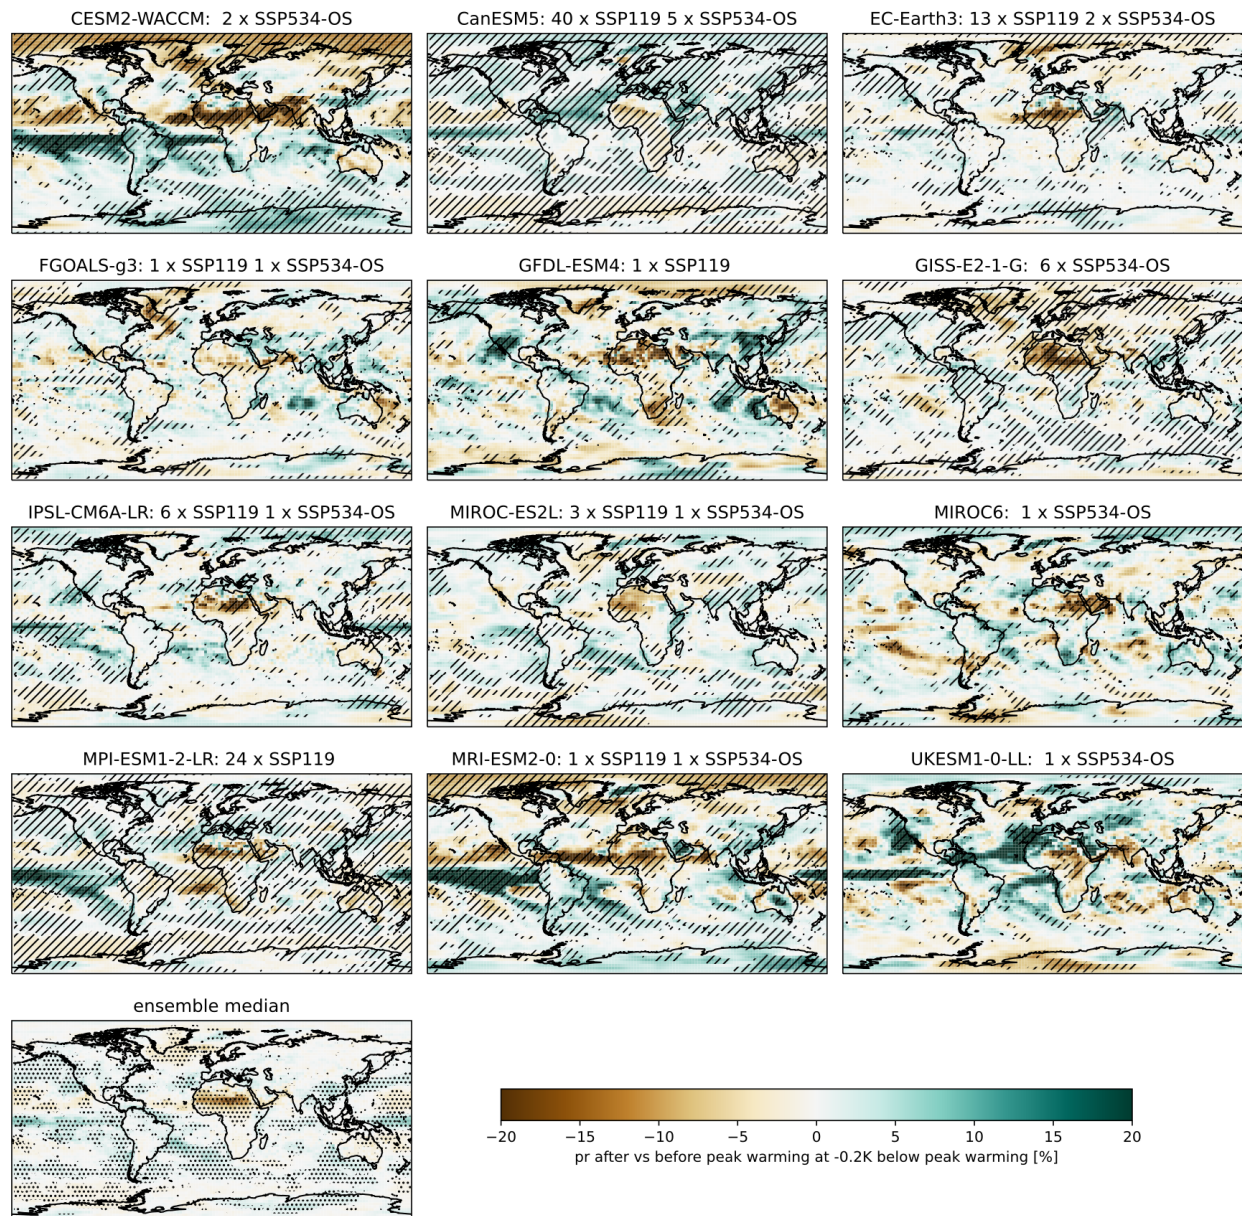 CESM2-WACCM:  2 x SSP534-OS
CanESM5: 40 x SSP119 5 x SSP534-OS
EC-Earth3: 13 x SSP119 2 x SSP534-OS
FGOALS-g3: 1 x SSP119 1 x SSP534-OS
GFDL-ESM4: 1 x SSP119
GISS-E2-1-G:  6 x SSP534-OS
IPSL-CM6A-LR: 6 x SSP119 1 x SSP534-OS
MIROC-ES2L: 3 x SSP119 1 x SSP534-OS
MIROC6:  1 x SSP534-OS
MPI-ESM1-2-LR: 24 x SSP119
MRI-ESM2-0: 1 x SSP119 1 x SSP534-OS
UKESM1-0-LL:  1 x SSP534-OS
ensemble median
−20 −15 −10 −5 0 5 10 15 20
pr after vs before peak warming at -0.2K below peak warming [%]